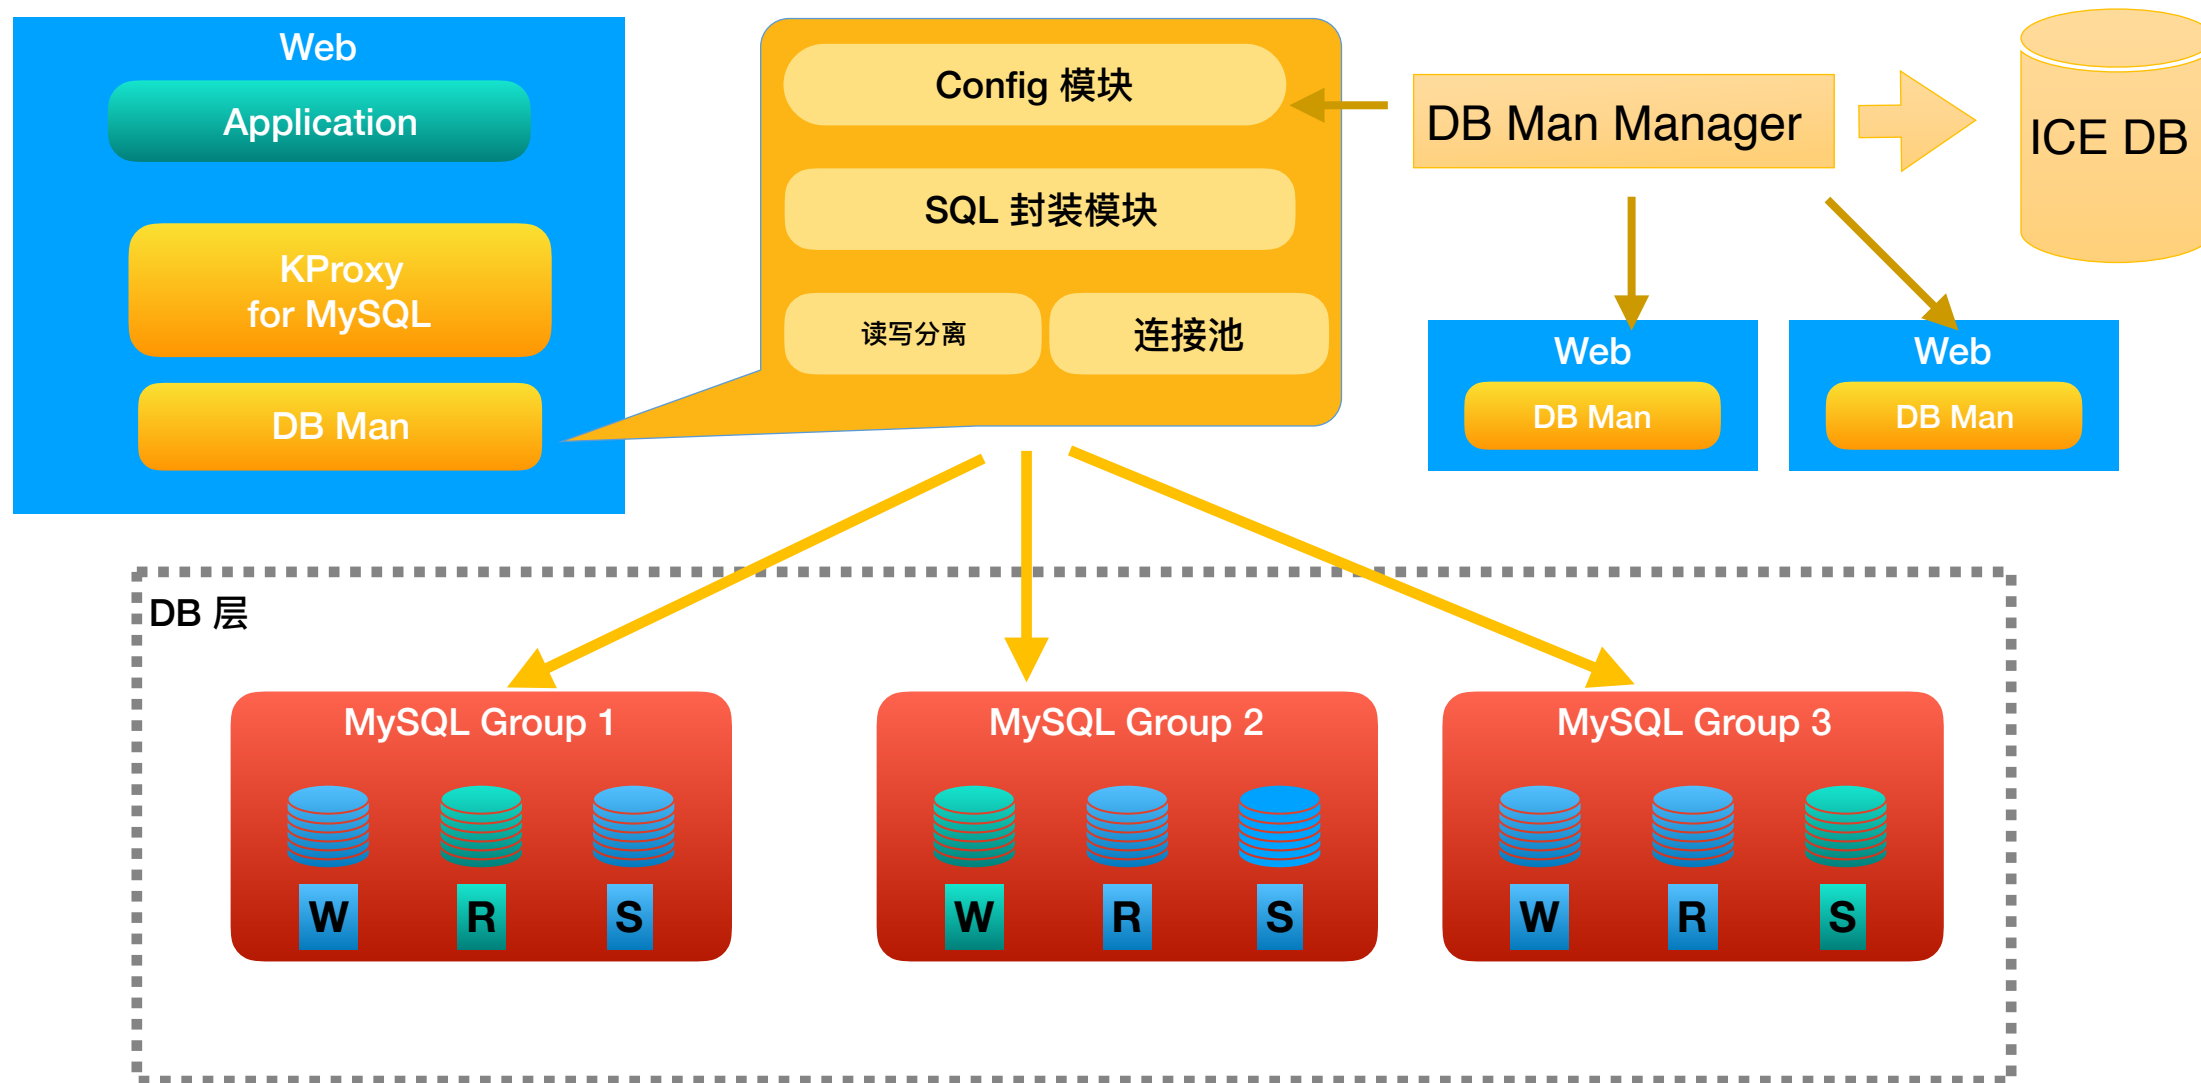 Web
Application
KProxy
for MySQL
DB Man
Config 模块
SQL 封装模块
读写分离
连接池
DB Man Manager
ICE DB
Web
DB Man
Web
DB Man
DB 层
MySQL Group 1
W
R
S
MySQL Group 2
W
R
S
MySQL Group 3
W
R
S